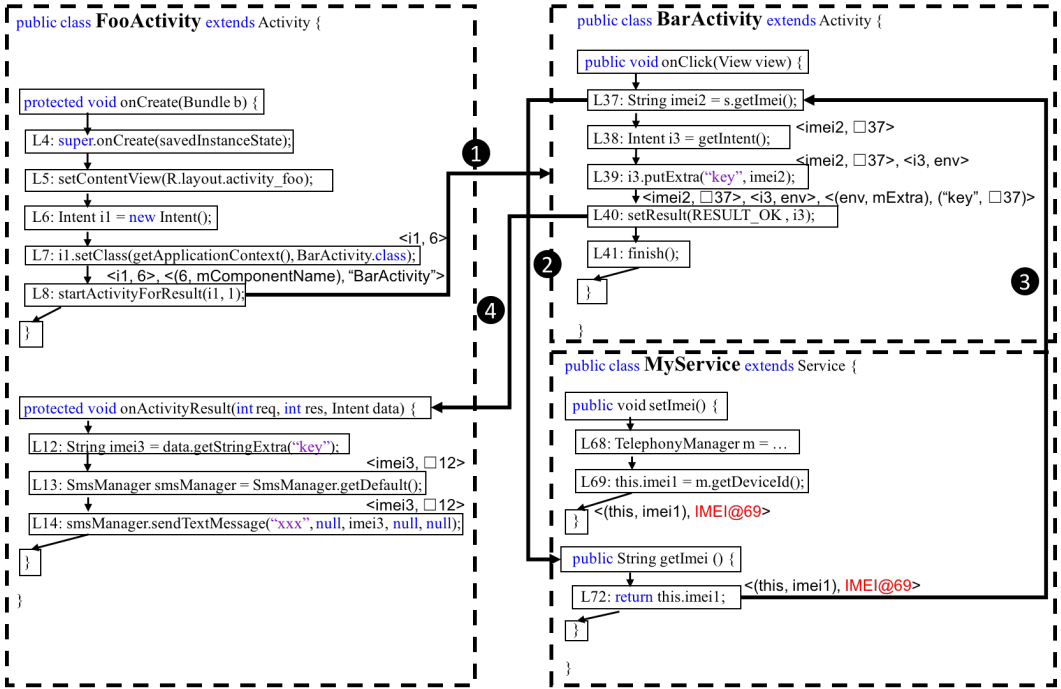 public class FooActivity extends Activity {
protected void onCreate(Bundle b) {
L4: super.onCreate(savedInstanceState);
L5: setContentView(R.layout.activity_foo);
L6: Intent i1 = new Intent();
<i1, 6>
L7: i1.setClass(getApplicationContext(), BarActivity.class);
<i1, 6>, <(6, mComponentName), “BarActivity”>
L8: startActivityForResult(i1, 1);
}
protected void onActivityResult(int req, int res, Intent data) {
L12: String imei3 = data.getStringExtra(“key”);
<imei3, □12>
L13: SmsManager smsManager = SmsManager.getDefault();
<imei3, □12>
L14: smsManager.sendTextMessage(“xxx”, null, imei3, null, null);
}
}
1
2
3
4
public class BarActivity extends Activity {
public void onClick(View view) {
L37: String imei2 = s.getImei();
<imei2, □37>
L38: Intent i3 = getIntent();
<imei2, □37>, <i3, env>
L39: i3.putExtra(“key”, imei2);
<imei2, □37>, <i3, env>, <(env, mExtra), (“key”, □37)>
L40: setResult(RESULT_OK , i3);
L41: finish();
}
}
public class MyService extends Service {
public void setImei() {
L68: TelephonyManager m = …
L69: this.imei1 = m.getDeviceId();
<(this, imei1), IMEI@69>
}
public String getImei () {
<(this, imei1), IMEI@69>
L72: return this.imei1;
}
}